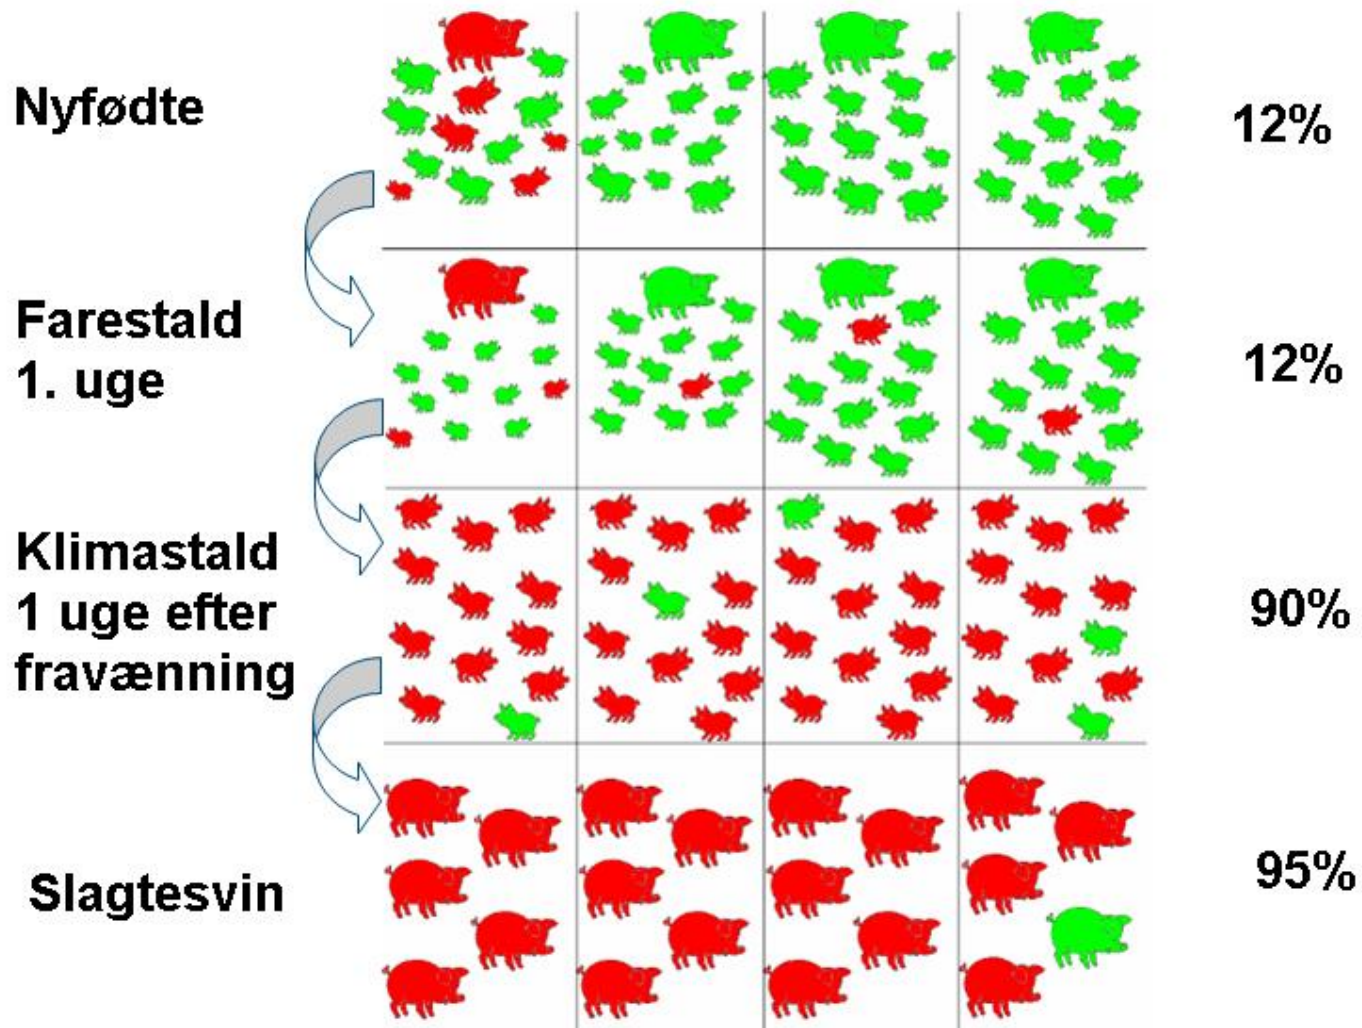 Nyfødte
12%
Farestald
1. uge
12%
Klimastald
1 uge efter
fravænning
90%
Slagtesvin
95%